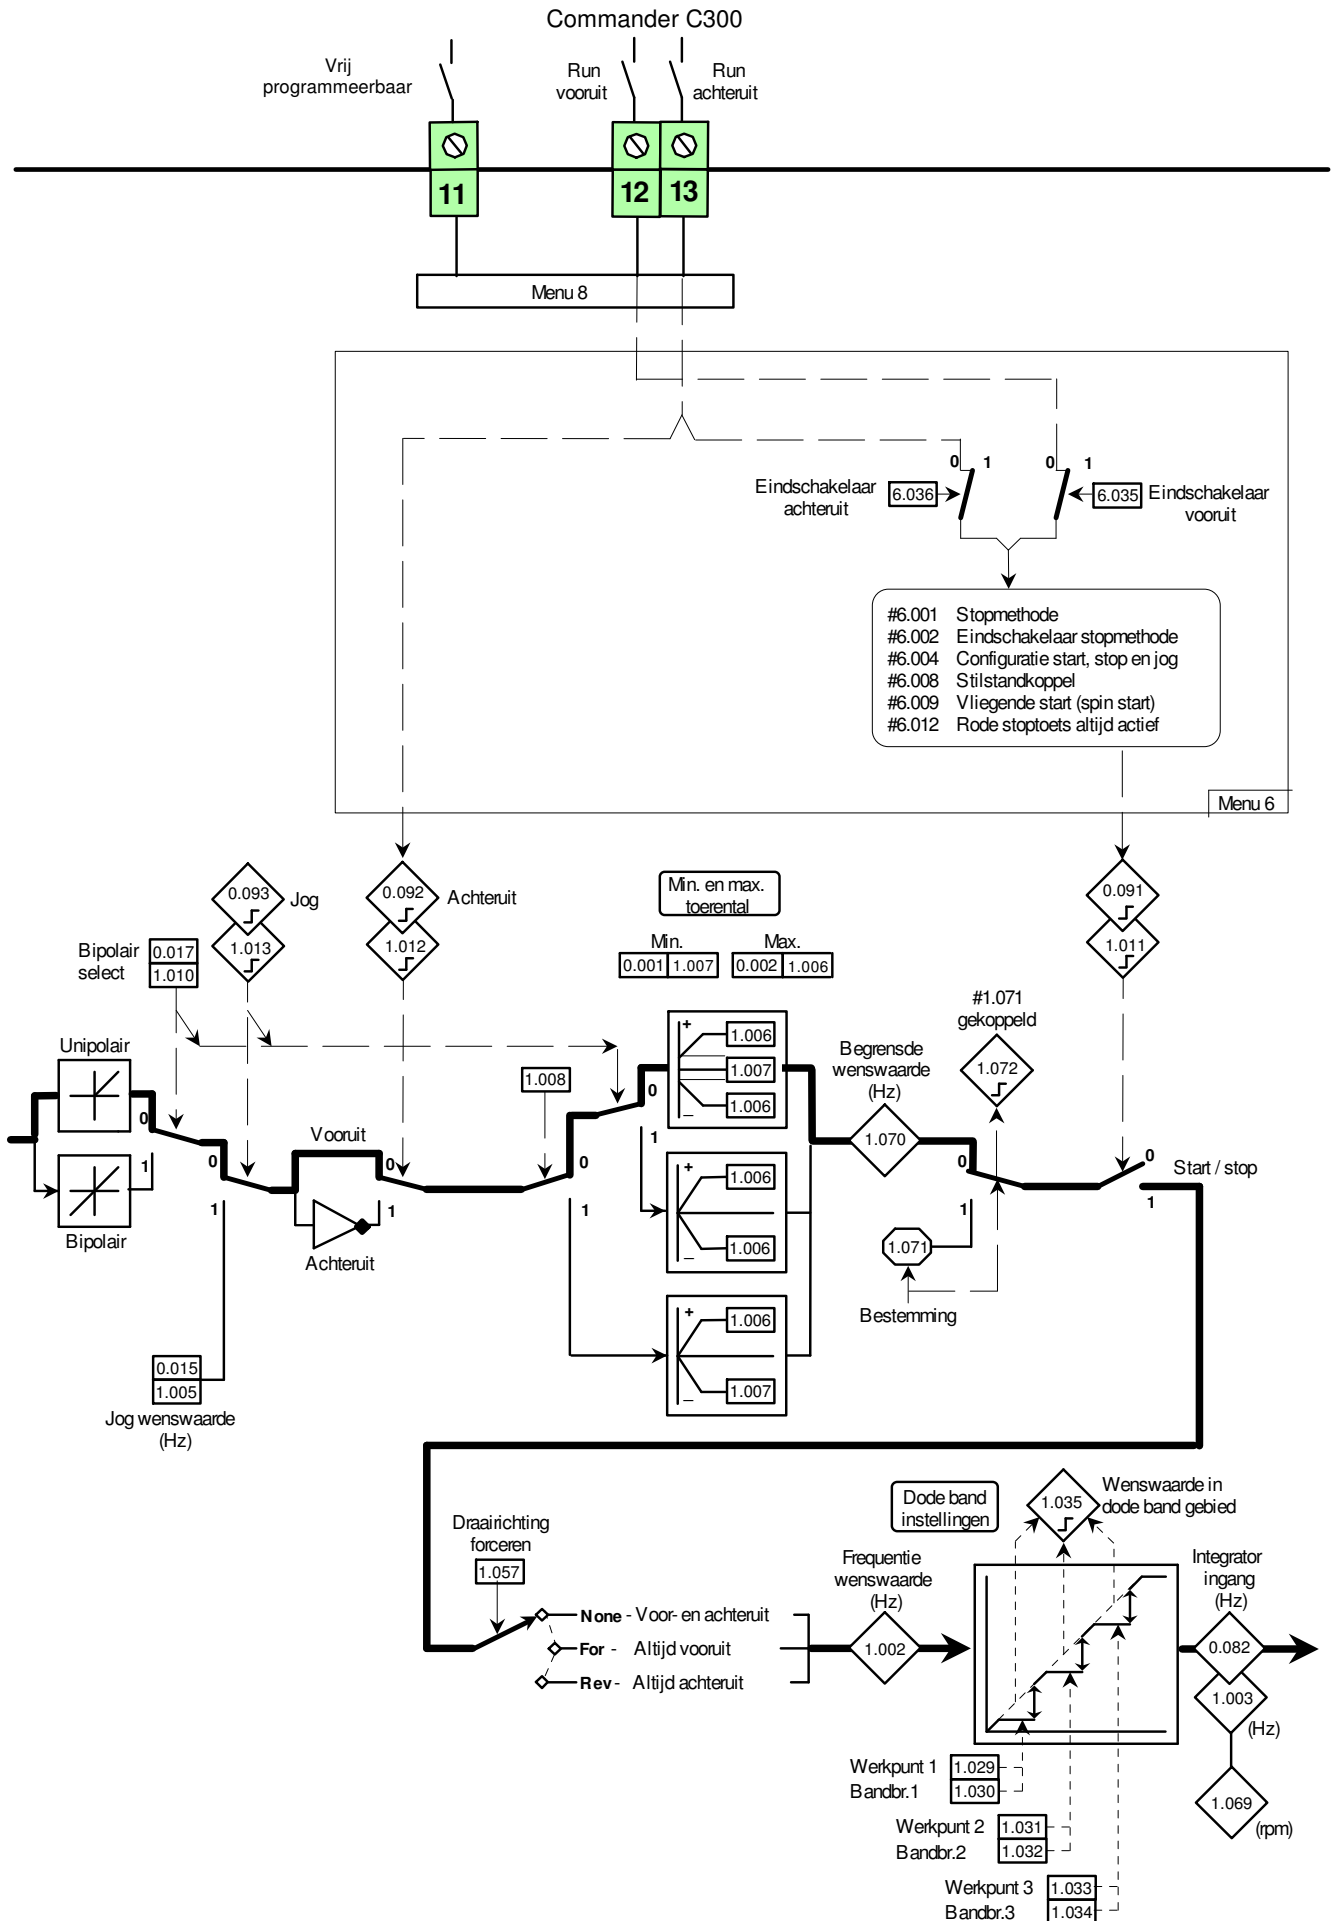 Commander C300
Vrij
programmeerbaar
Run
vooruit
Run
achteruit
11
12
13
Menu 8
0
1
0
1
Eindschakelaar
achteruit
6.036
6.035
Eindschakelaar
vooruit
#6.001 Stopmethode
#6.002 Eindschakelaar stopmethode
#6.004 Configuratie start, stop en jog
#6.008 Stilstandkoppel
#6.009 Vliegende start (spin start)
#6.012 Rode stoptoets altijd actief
Menu 6
0.093
Jog
1.013
0.092
Achteruit
1.012
Min. en max.
toerental
Min.
0.001 1.007
Max.
0.002 1.006
0.091
1.011
Bipolair
select
0.017
1.010
#1.071
gekoppeld
1.072
Unipolair
0
1
Bipolair
0
1
Vooruit
0
1
Achteruit
1.008
0
1
0
1
+
1.006
1.007
1.006
–
+
1.006
1.006
–
+
1.006
1.007
–
Begrensde
wenswaarde
(Hz)
1.070
0
1
1.071
Bestemming
0
1
Start / stop
0.015
1.005
Jog wenswaarde
(Hz)
Draairichting
forceren
1.057
None - Voor- en achteruit
For - Altijd vooruit
Rev - Altijd achteruit
Frequentie
wenswaarde
(Hz)
1.002
Dode band
instellingen
1.035
Wenswaarde in
dode band gebied
Integrator
ingang
(Hz)
0.082
1.003
(Hz)
1.069
(rpm)
Werkpunt 1 1.029
Bandbr.1 1.030
Werkpunt 2 1.031
Bandbr.2 1.032
Werkpunt 3 1.033
Bandbr.3 1.034